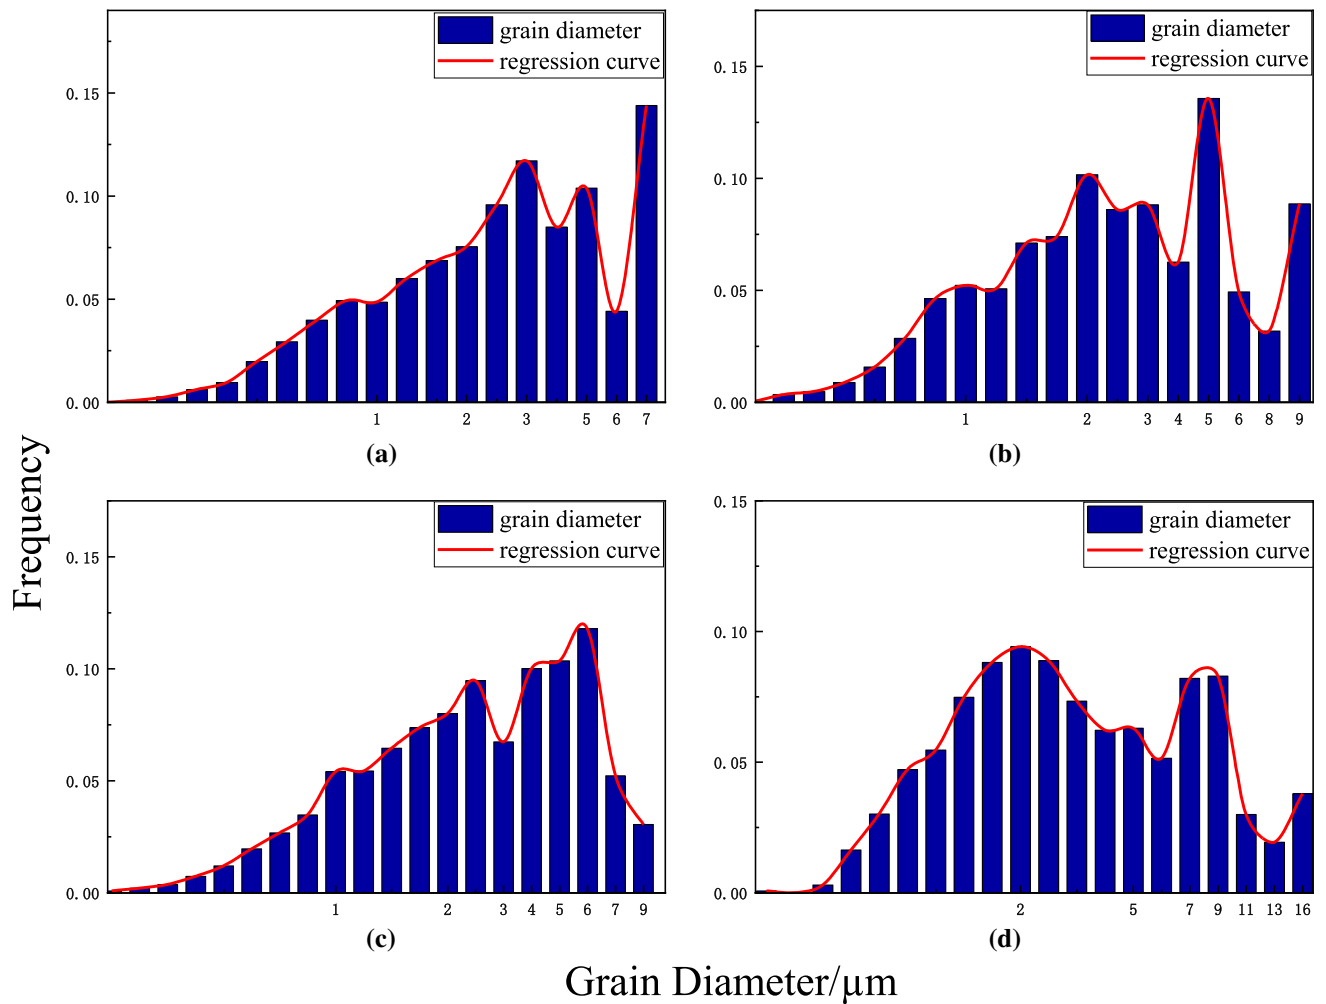 grain diameter
regression curve
0.15
0.10
0.05
0.00
1 2 3 5 6 7
(a)
grain diameter
regression curve
0.15
0.10
0.05
0.00
1 2 3 4 5 6 8 9
(b)
Frequency
grain diameter
regression curve
0.15
0.10
0.05
0.00
1 2 3 4 5 6 7 9
(c)
grain diameter
regression curve
0.15
0.10
0.05
0.00
2 5 7 9 11 13 16
(d)
Grain Diameter/µm